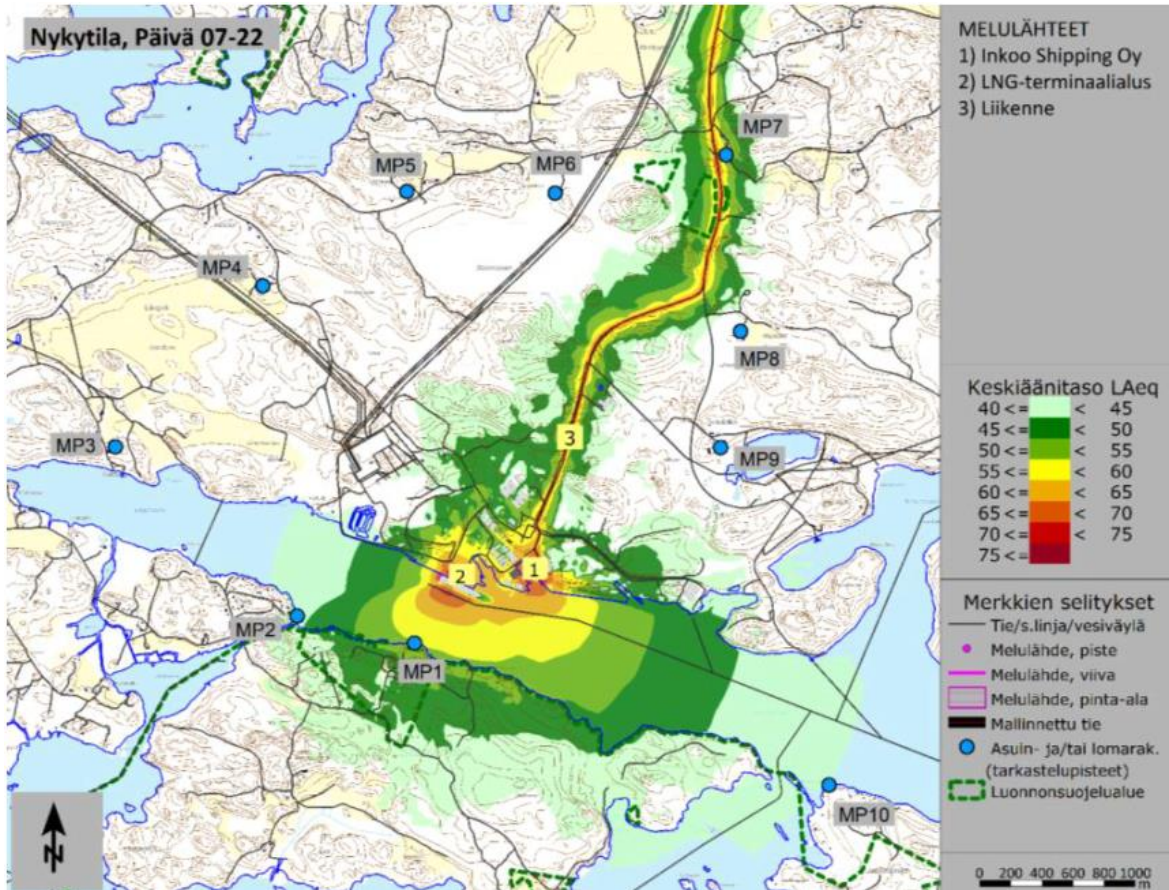 Nykytila, Päivä 07-22
MELULÄHTEET
1) Inkoo Shipping Oy
2) LNG-terminaalialus
3) Liikenne
MP7
MP5
MP6
MP4
MP8
MP3
3
MP9
2
1
MP2
MP1
MP10
N
Keskiäänitaso LAeq
40 <= < 45
45 <= < 50
50 <= < 55
55 <= < 60
60 <= < 65
65 <= < 70
70 <= < 75
75 <=
Merkkien selitykset
Tie/s.linja/vesiväylä
Melulähde, piste
Melulähde, viiva
Melulähde, pinta-ala
Mallinnettu tie
Asuin- ja/tai lomarak.
(tarkastelupisteet)
Luonnonsuojelualue
0 200 400 600 800 1000
m